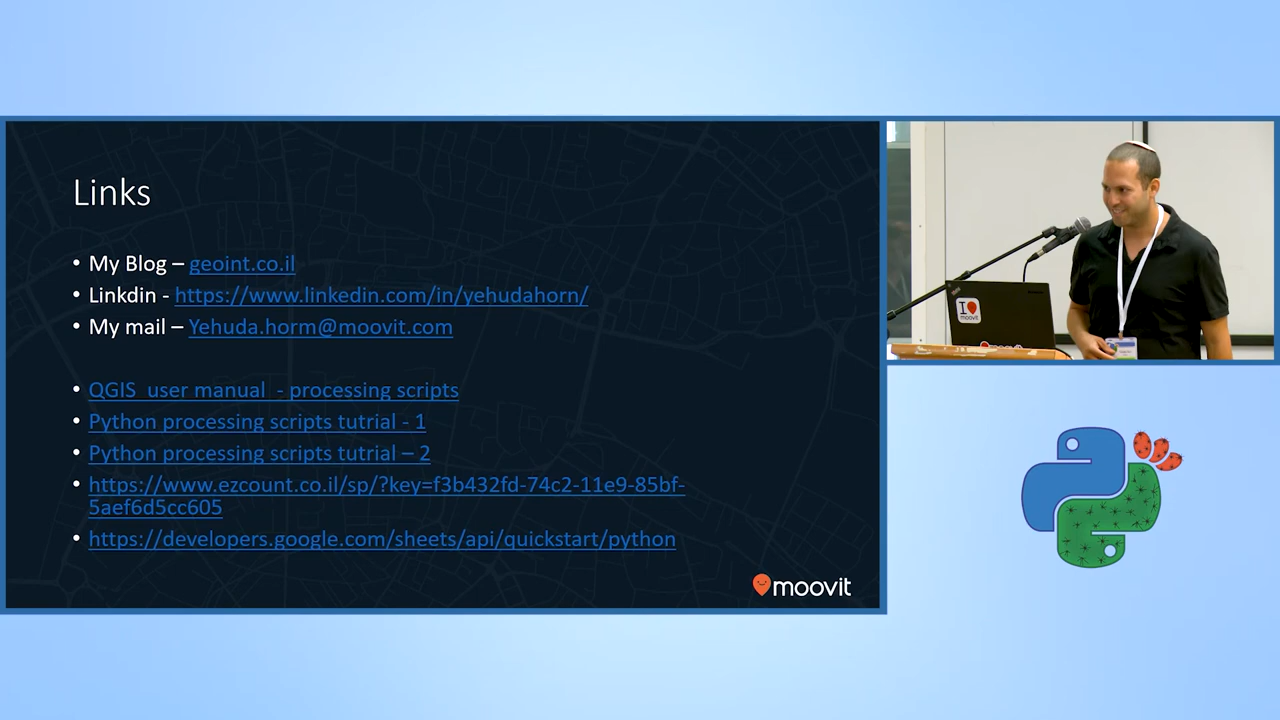 Links
• My Blog – geoint.co.il
• Linkdin - https://www.linkedin.com/in/yehudahorn/
• My mail – Yehuda.horm@moovit.com
• QGIS user manual - processing scripts
• Python processing scripts tutrial - 1
• Python processing scripts tutrial – 2
• https://www.ezcount.co.il/sp/?key=f3b432fd-74c2-11e9-85bf-
5aef6d5cc605
• https://developers.google.com/sheets/api/quickstart/python
moovit
I
moovit